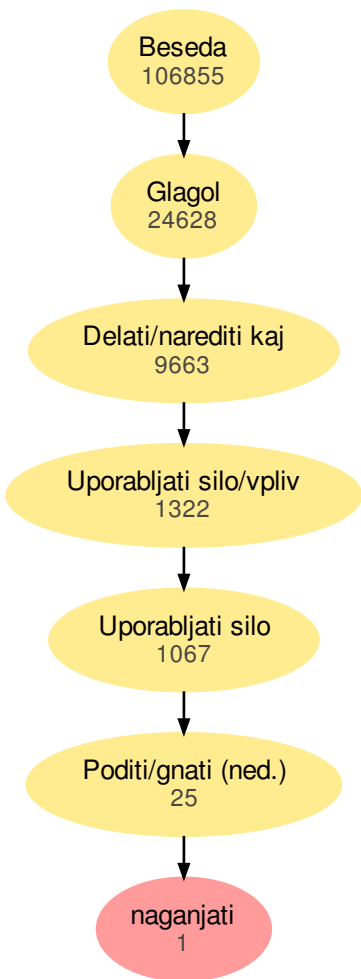 Beseda
106855
Glagol
24628
Delati/narediti kaj
9663
Uporabljati silo/vpliv
1322
Uporabljati silo
1067
Poditi/gnati (ned.)
25
naganjati
1